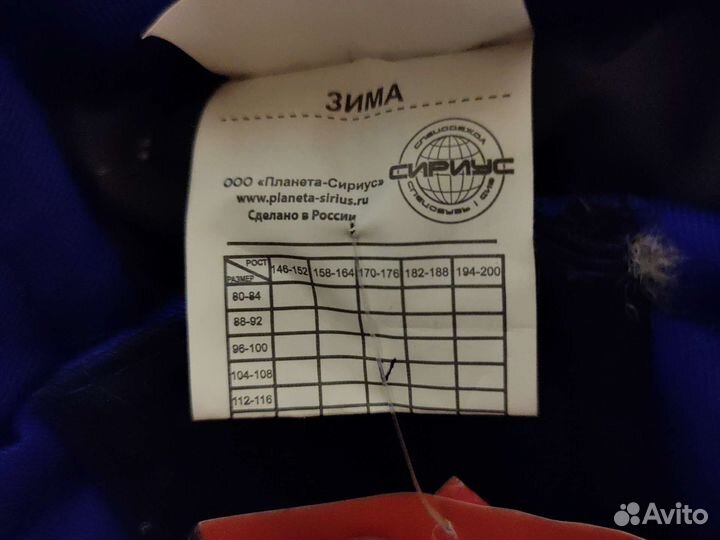 ЗИМА
ООО «Планета-Сириус»
www.planeta-sirius.ru
Сделано в России
СПЕЦОДЕЖДА
СИРИУС
РОСТ
РАЗМЕР
146-152 158-164 170-176 182-188 194-200
80-84
88-92
96-100
104-108
112-116
Avito